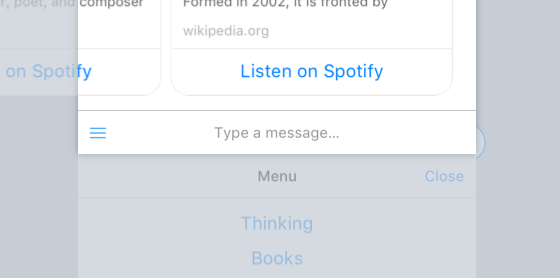 r, poet, and composer
Formed in 2002, it is fronted by
wikipedia.org
on Spotify
Listen on Spotify
Type a message...
Menu
Close
Thinking
Books